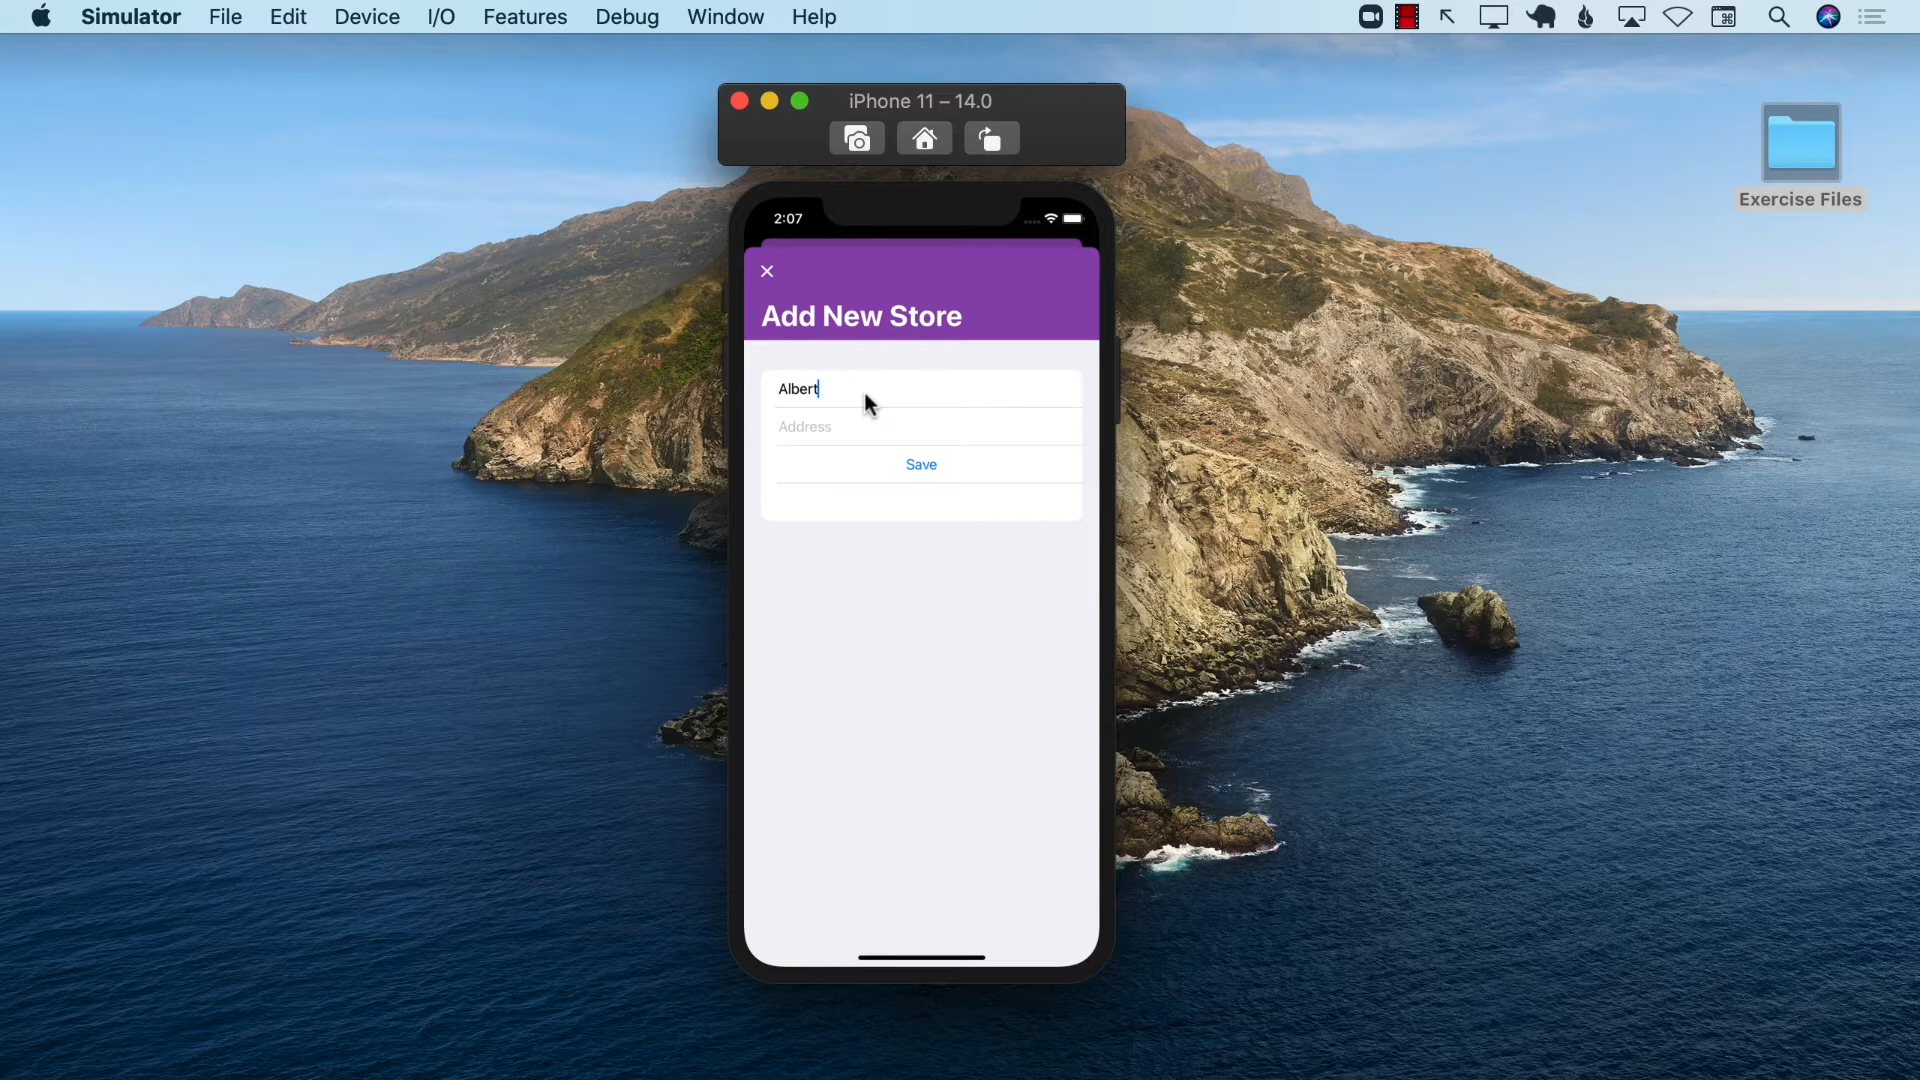 Simulator File Edit Device I/O Features Debug Window Help
iPhone 11 – 14.0
Exercise Files
2:07
Add New Store
Albert
Address
Save